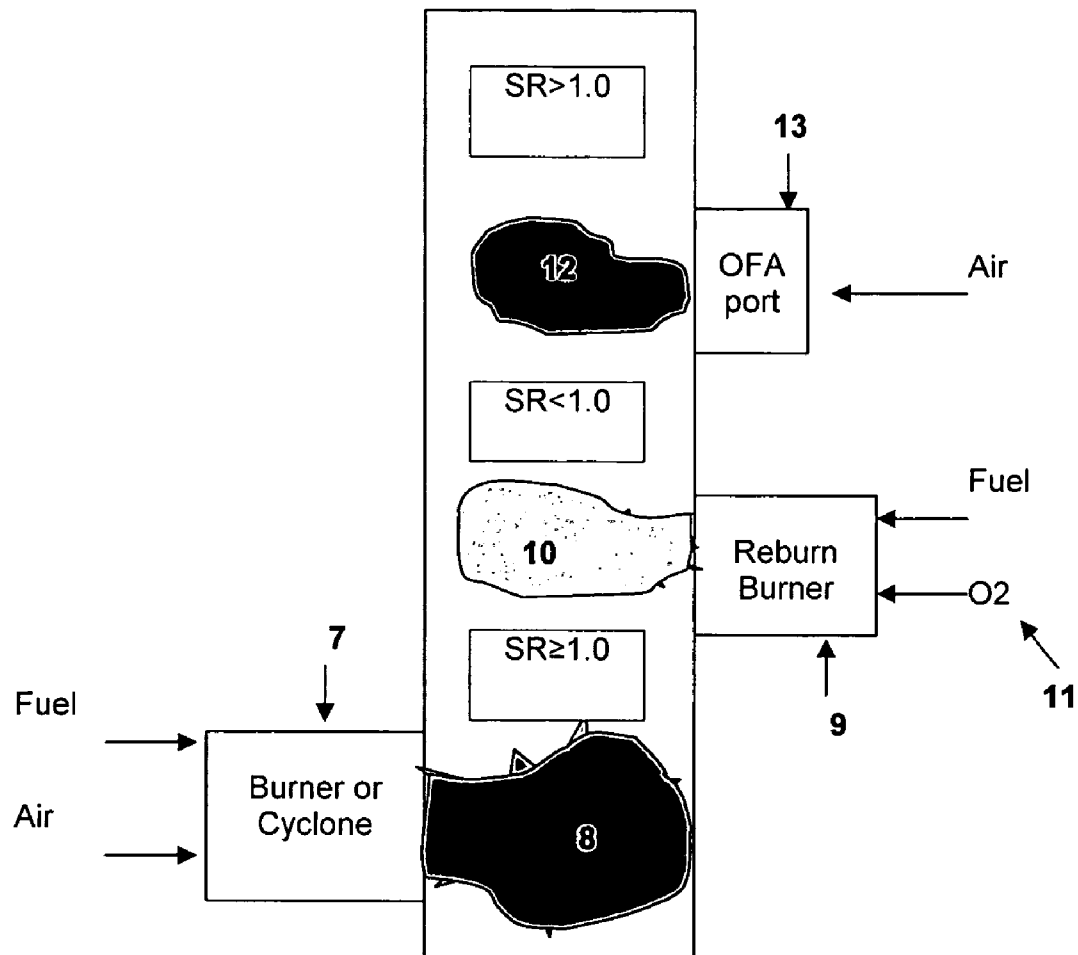 SR>1.0
13
12
OFA
port
Air
SR<1.0
Fuel
10
Reburn
Burner
O2
7
SR≥1.0
11
9
Fuel
Burner or
Cyclone
Air
8